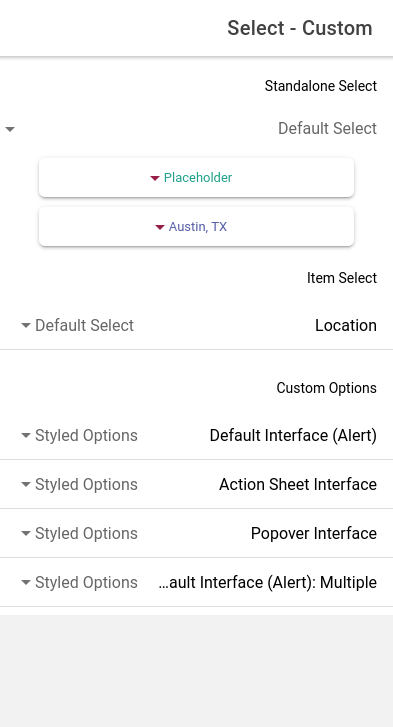 Select - Custom
Standalone Select
Default Select
Placeholder
Austin, TX
Item Select
Location
Default Select
Custom Options
Default Interface (Alert)
Styled Options
Action Sheet Interface
Styled Options
Popover Interface
Styled Options
...ault Interface (Alert): Multiple
Styled Options